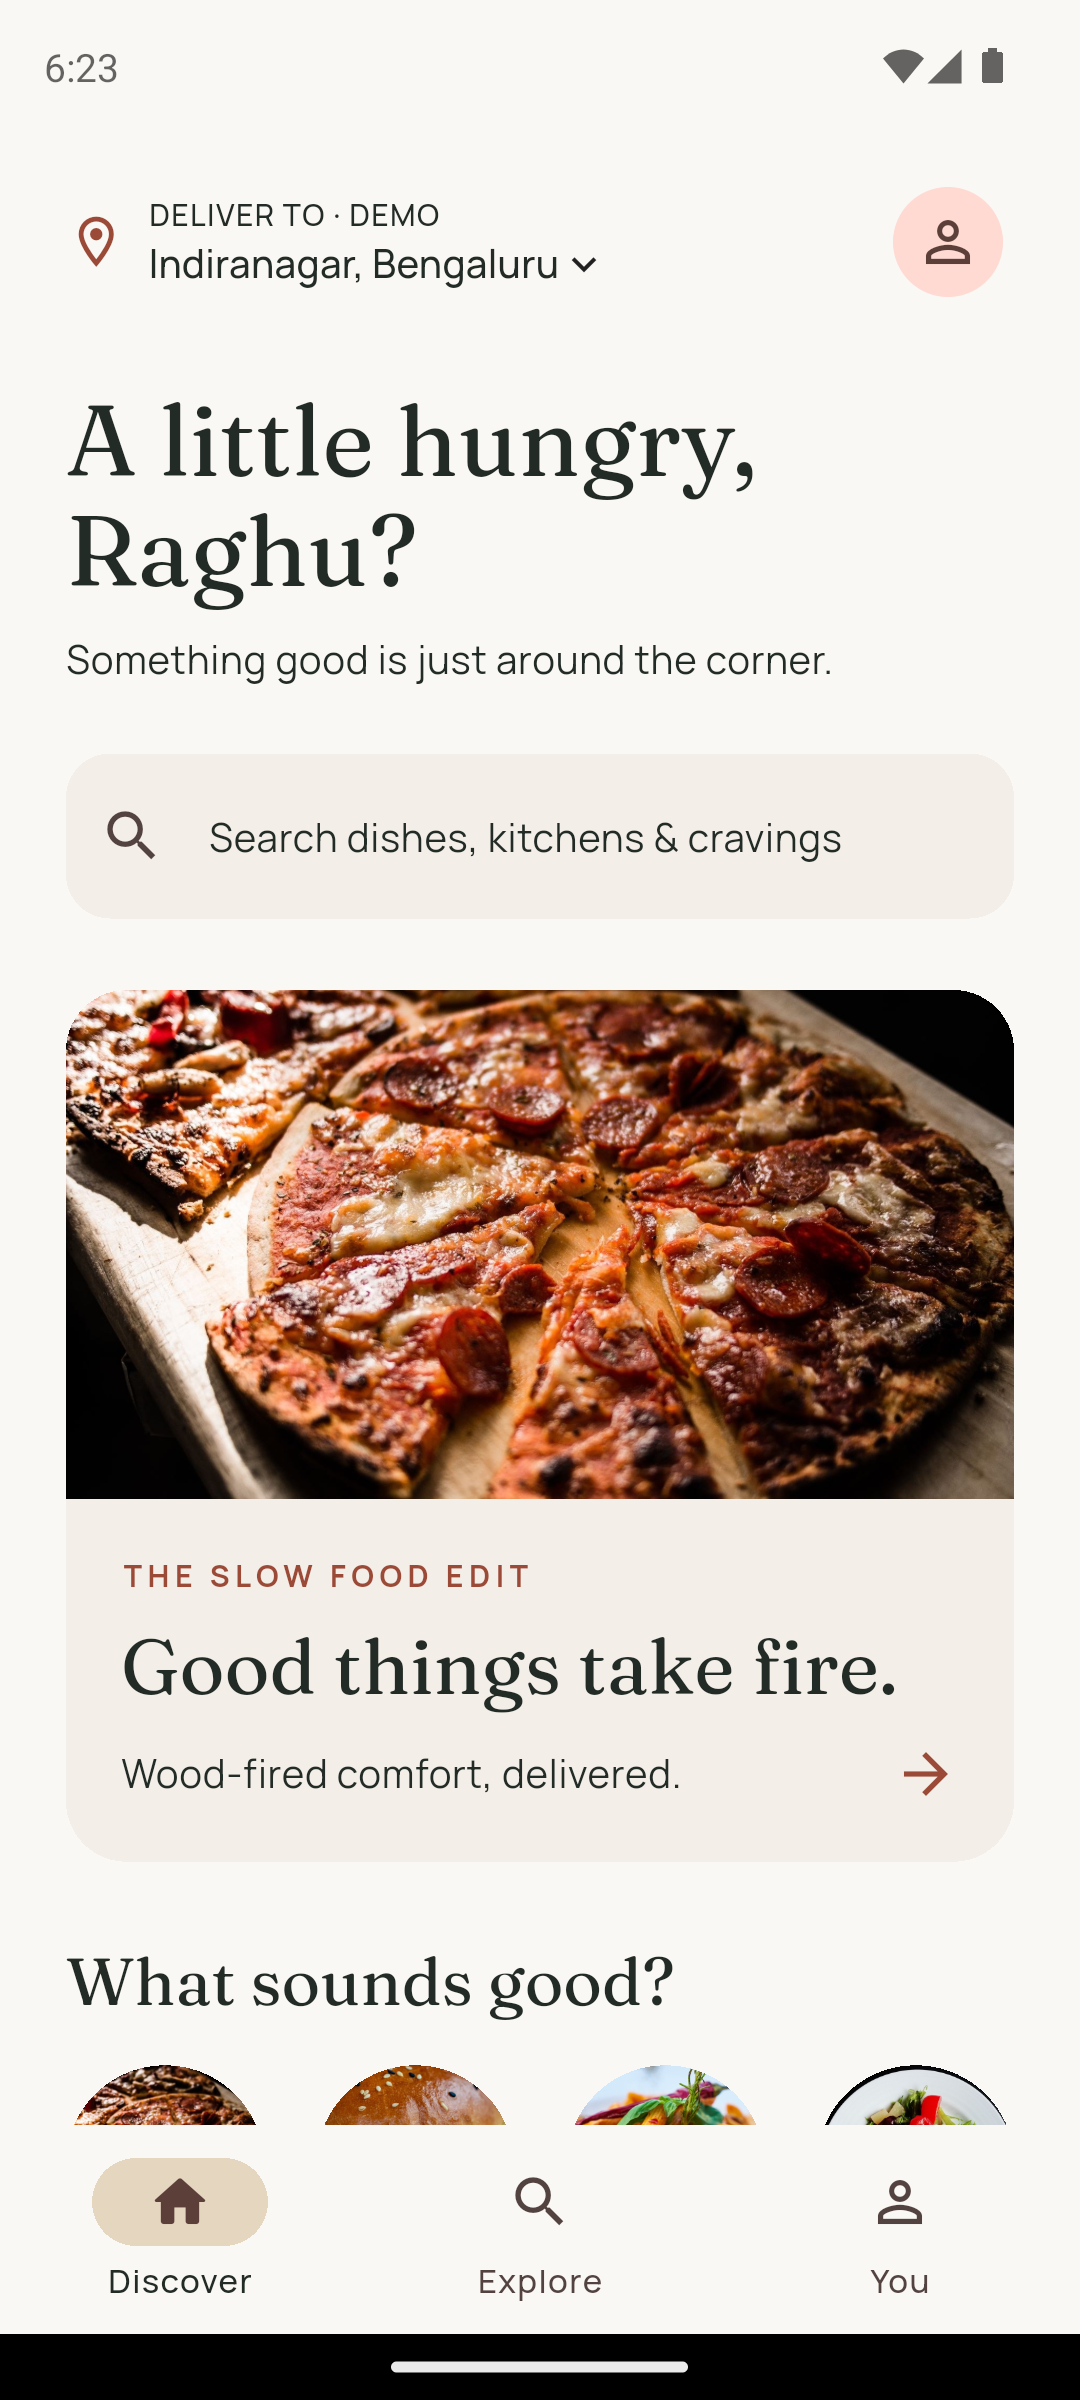 6:23
DELIVER TO · DEMO
Indiranagar, Bengaluru
A little hungry,
Raghu?
Something good is just around the corner.
Search dishes, kitchens & cravings
THE SLOW FOOD EDIT
Good things take fire.
Wood-fired comfort, delivered.
What sounds good?
Discover
Explore
You